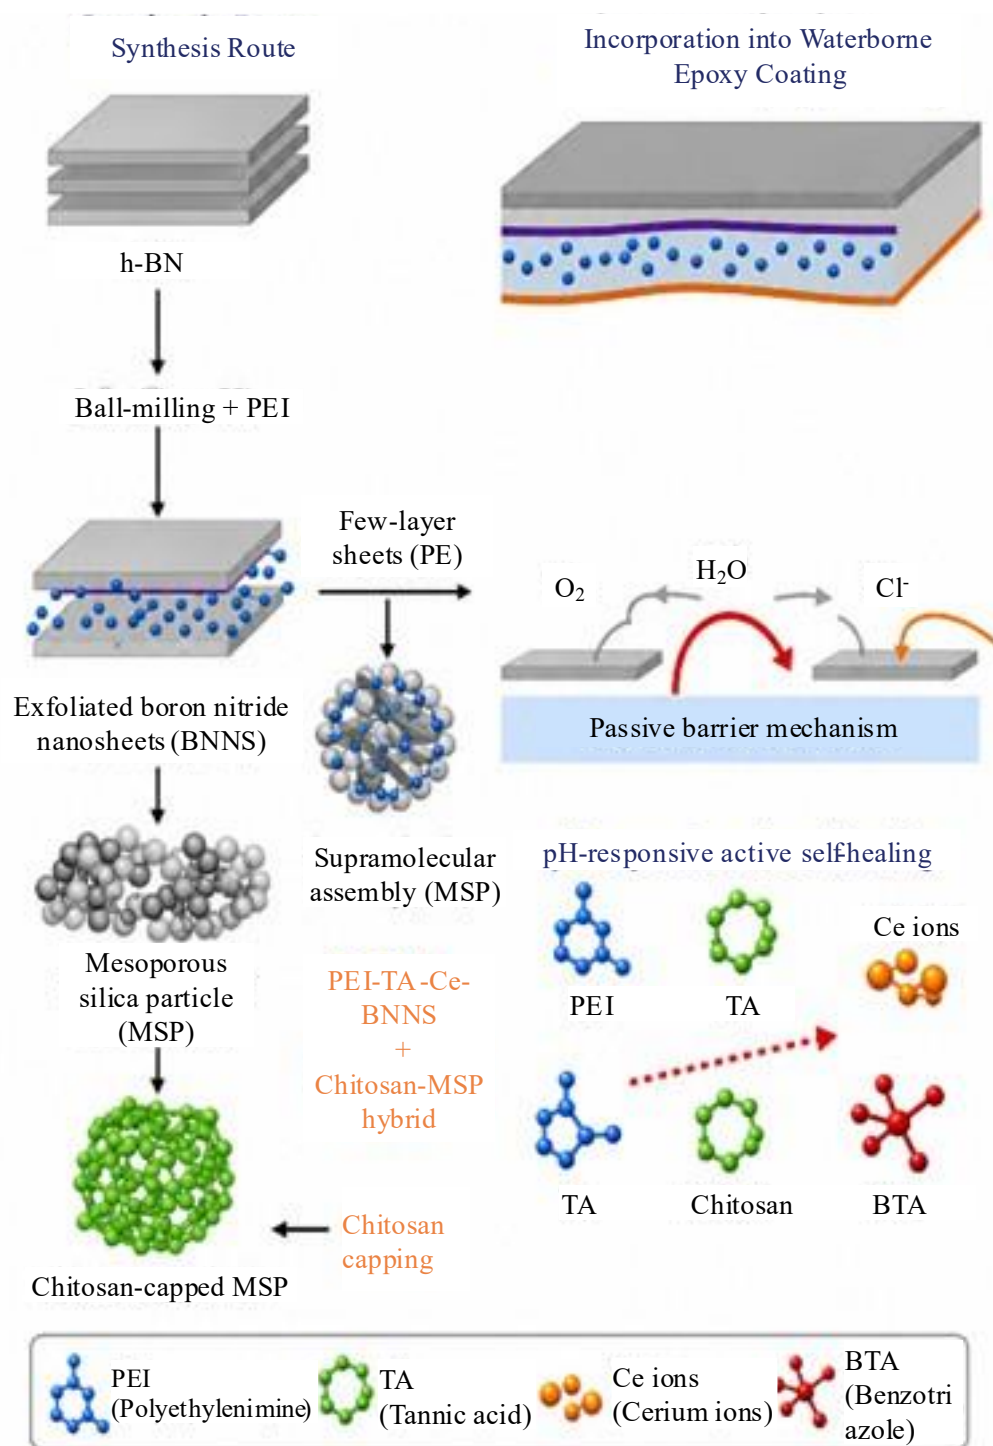 Synthesis Route
Incorporation into Waterborne
Epoxy Coating
h-BN
Ball-milling + PEI
Few-layer
sheets (PE)
Exfoliated boron nitride
nanosheets (BNNS)
O₂
H₂O
Cl⁻
Passive barrier mechanism
Mesoporous
silica particle
(MSP)
Supramolecular
assembly (MSP)
PEI-TA-Ce-
BNNS
+
Chitosan-MSP
hybrid
Chitosan
capping
Chitosan-capped MSP
pH-responsive active self-healing
PEI
TA
Ce ions
TA
Chitosan
BTA
PEI
(Polyethylenimine)
TA
(Tannic acid)
Ce ions
(Cerium ions)
BTA
(Benzotri
azole)